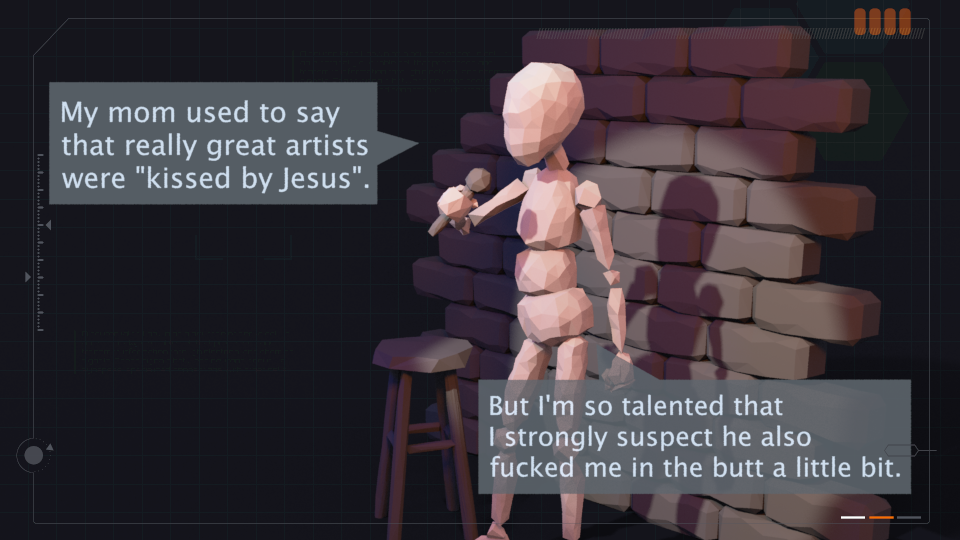 My mom used to say
that really great artists
were "kissed by Jesus".
But I'm so talented that
I strongly suspect he also
fucked me in the butt a little bit.